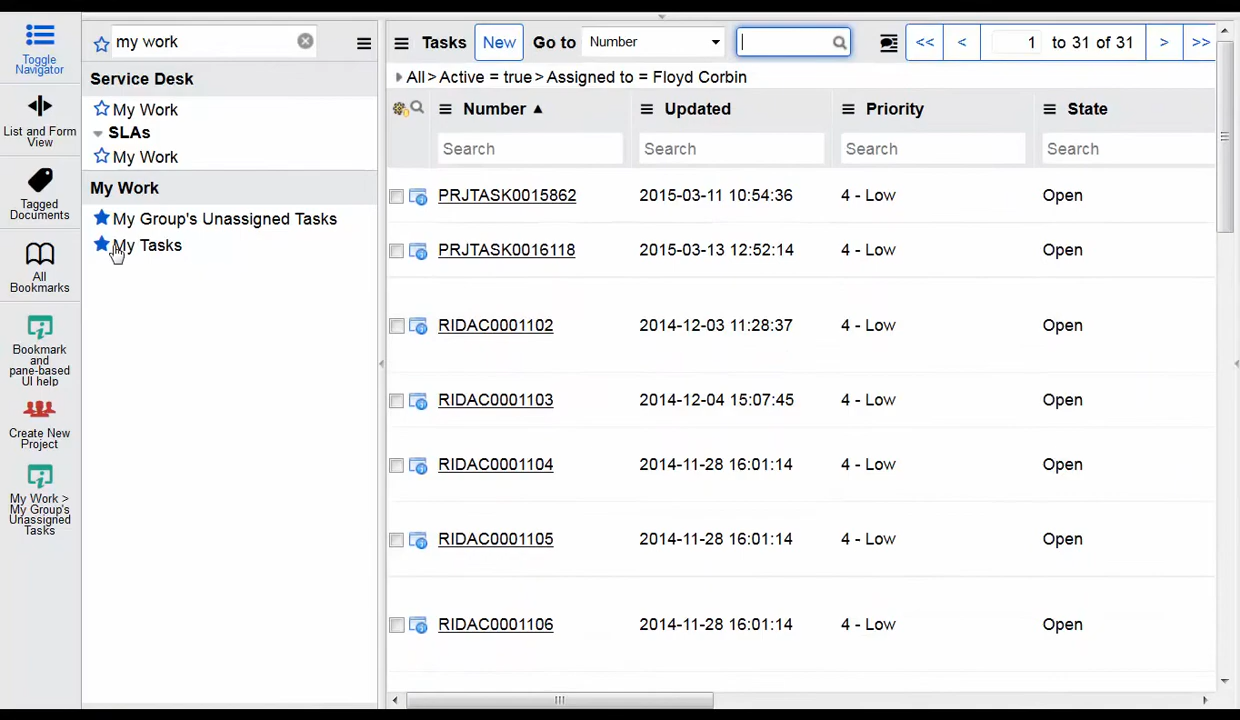 Toggle
Navigator
List and Form
View
Tagged
Documents
All
Bookmarks
Bookmark
and
pane-based
UI help
Create New
Project
My Work >
My Group's
Unassigned
Tasks
my work
Service Desk
My Work
SLAs
My Work
My Work
My Group's Unassigned Tasks
My Tasks
Tasks New Go to Number << < 1 to 31 of 31 > >>
All > Active = true > Assigned to = Floyd Corbin
Number Updated Priority State
Search Search Search Search
PRJTASK0015862 2015-03-11 10:54:36 4 - Low Open
PRJTASK0016118 2015-03-13 12:52:14 4 - Low Open
RIDAC0001102 2014-12-03 11:28:37 4 - Low Open
RIDAC0001103 2014-12-04 15:07:45 4 - Low Open
RIDAC0001104 2014-11-28 16:01:14 4 - Low Open
RIDAC0001105 2014-11-28 16:01:14 4 - Low Open
RIDAC0001106 2014-11-28 16:01:14 4 - Low Open